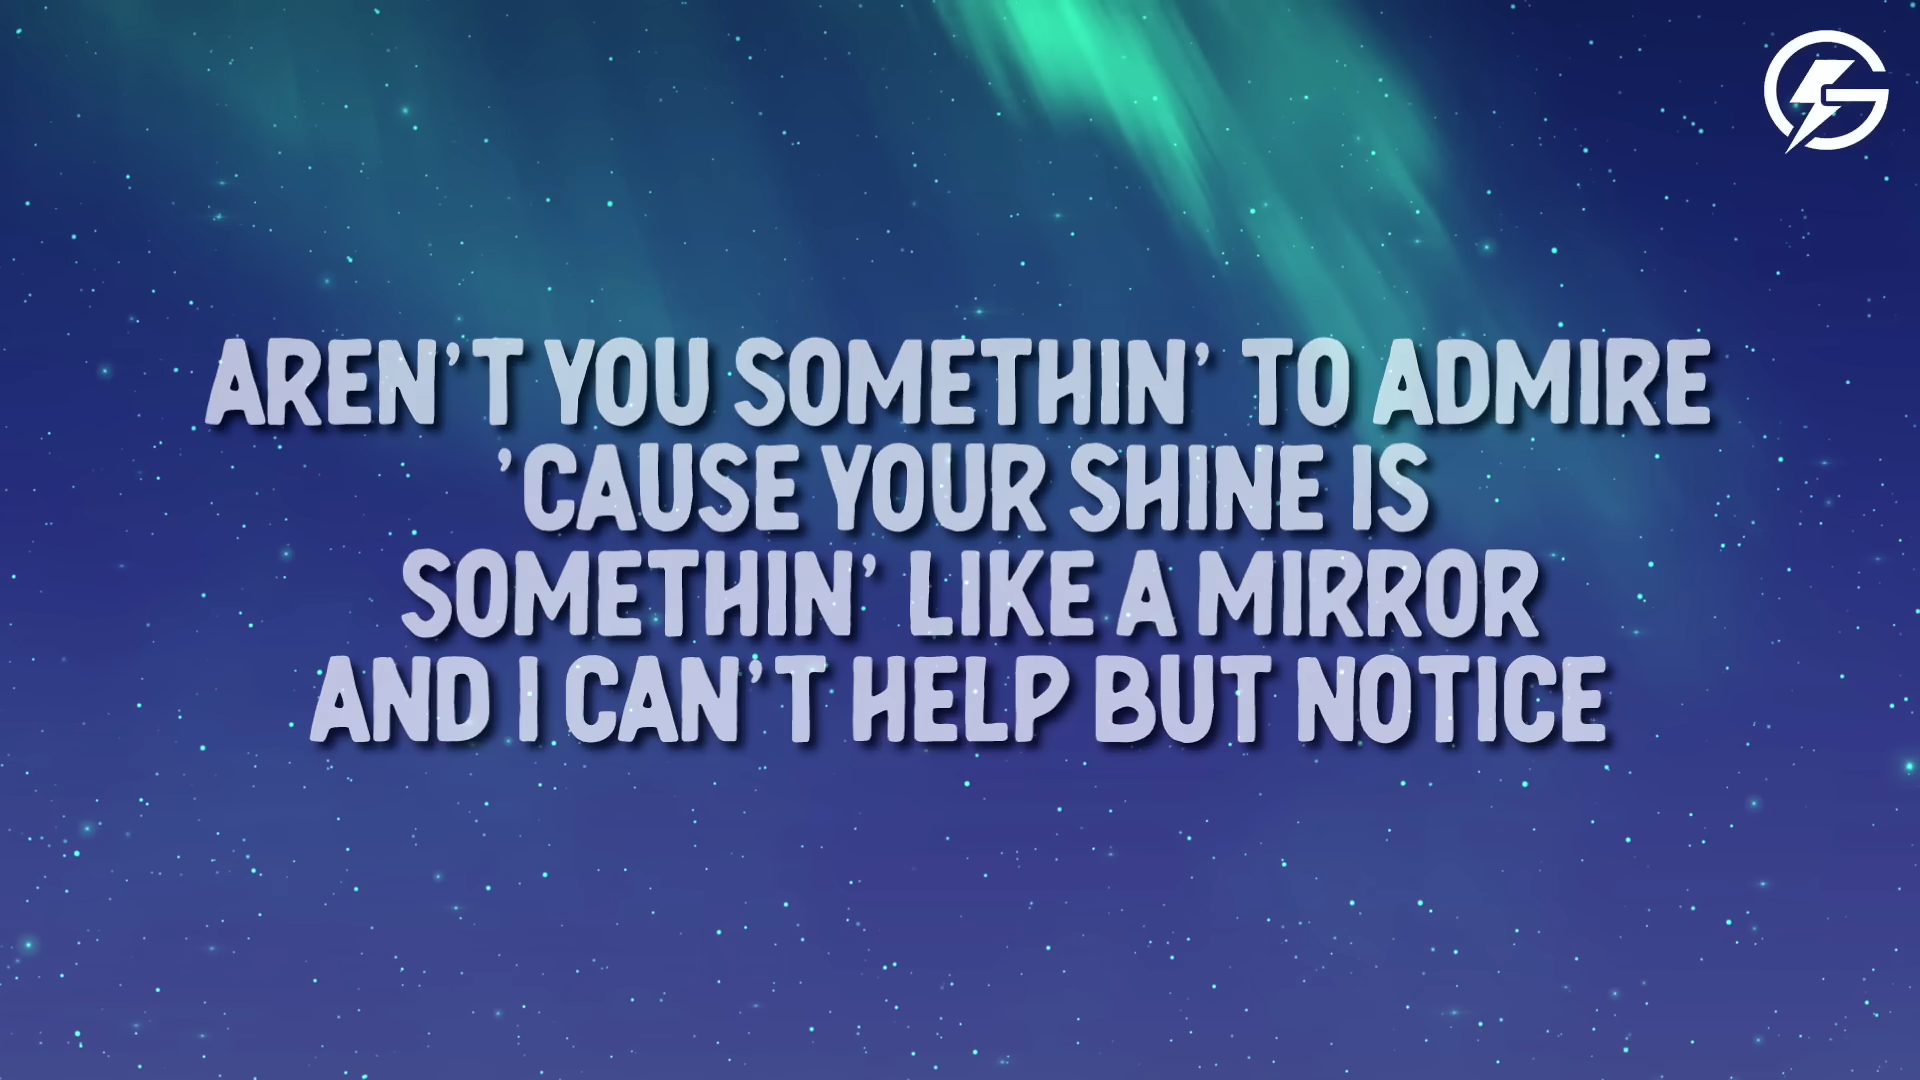 AREN'T YOU SOMETHIN' TO ADMIRE
'CAUSE YOUR SHINE IS
SOMETHIN' LIKE A MIRROR
AND I CAN'T HELP BUT NOTICE